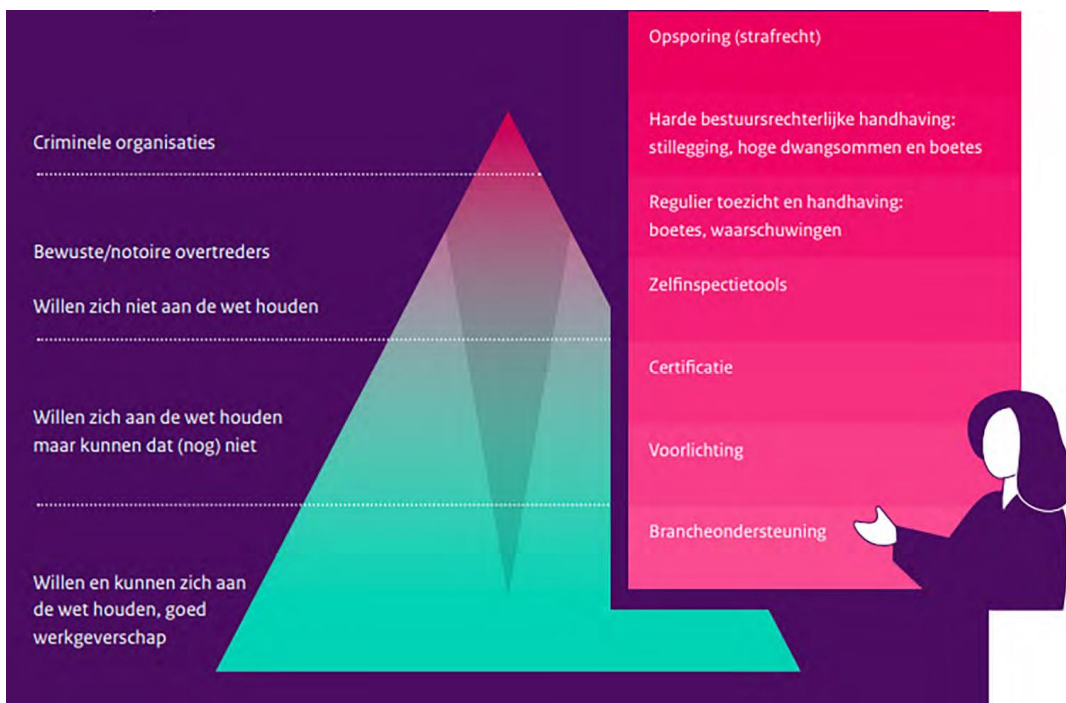 Criminele organisaties
Bewuste/notoire overtreders
Willen zich niet aan de wet houden
Willen zich aan de wet houden
maar kunnen dat (nog) niet
Willen en kunnen zich aan
de wet houden, goed
werkgeverschap
Opsporing (strafrecht)
Harde bestuursrechterlijke handhaving:
stillegging, hoge dwangsommen en boetes
Regulier toezicht en handhaving:
boetes, waarschuwingen
Zelfinspectietools
Certificatie
Voorlichting
Brancheondersteuning